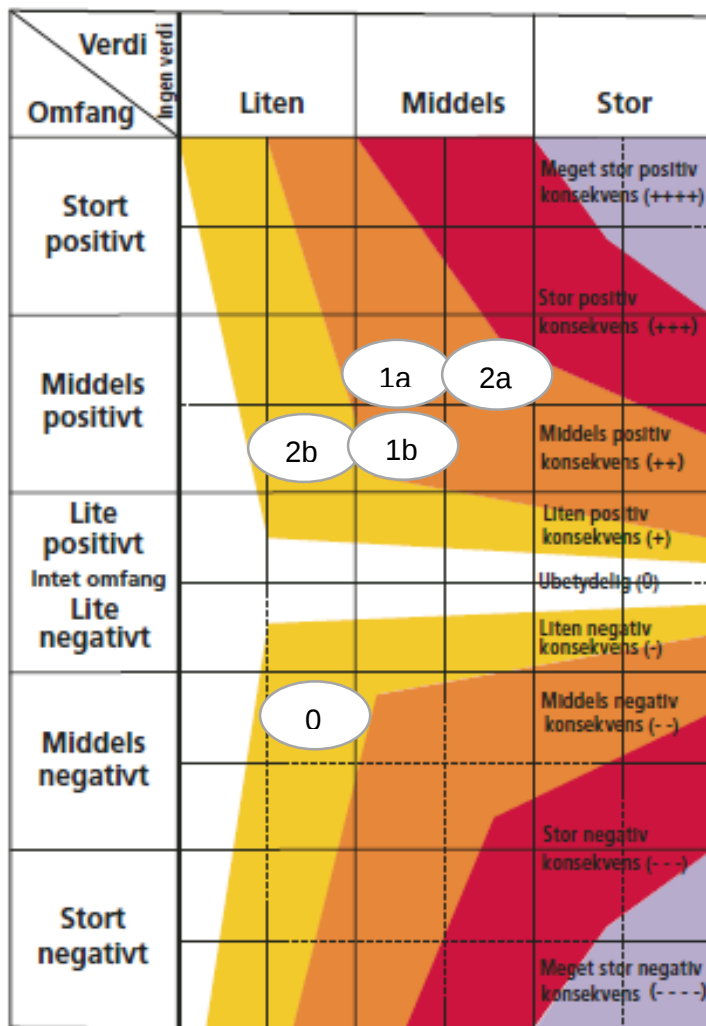 Verdi
Omfang
Ingen verdi
Liten
Middels
Stor
Stort
positivt
Meget stor positiv
konsekvens (++++)
Stor positiv
konsekvens (+++)
Middels
positivt
1a
2a
2b
1b
Middels positiv
konsekvens (++)
Lite
positivt
Intet omfang
Lite
negativt
Liten positiv
konsekvens (+)
Ubetydelig (0)
Liten negativ
konsekvens (-)
Middels
negativt
0
Middels negativ
konsekvens (- -)
Stor negativ
konsekvens (- - -)
Stort
negativt
Meget stor negativ
konsekvens (- - - -)